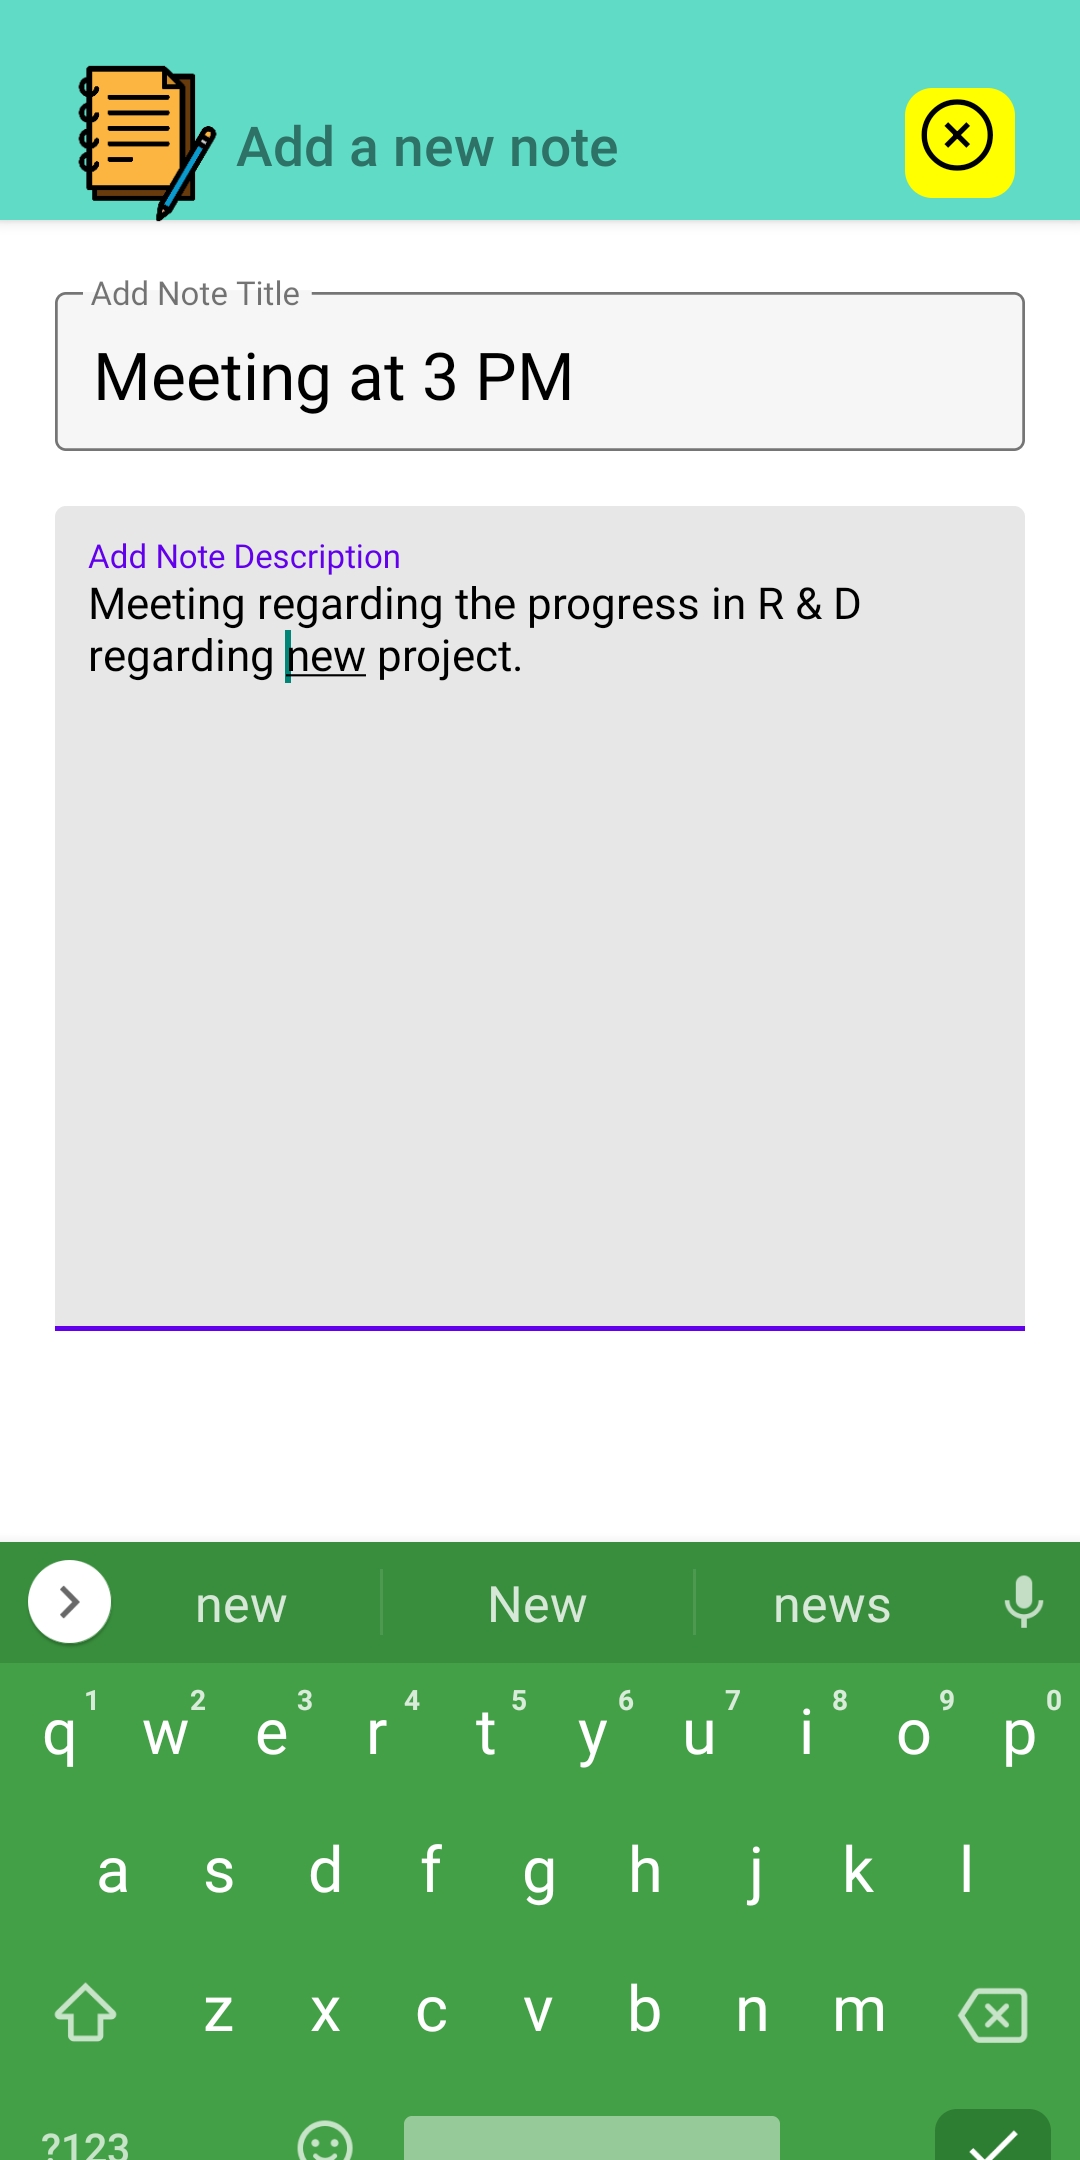 Add a new note
Add Note Title
Meeting at 3 PM
Add Note Description
Meeting regarding the progress in R & D
regarding new project.
new New news
1 2 3 4 5 6 7 8 9 0
q w e r t y u i o p
a s d f g h j k l
z x c v b n m
?123